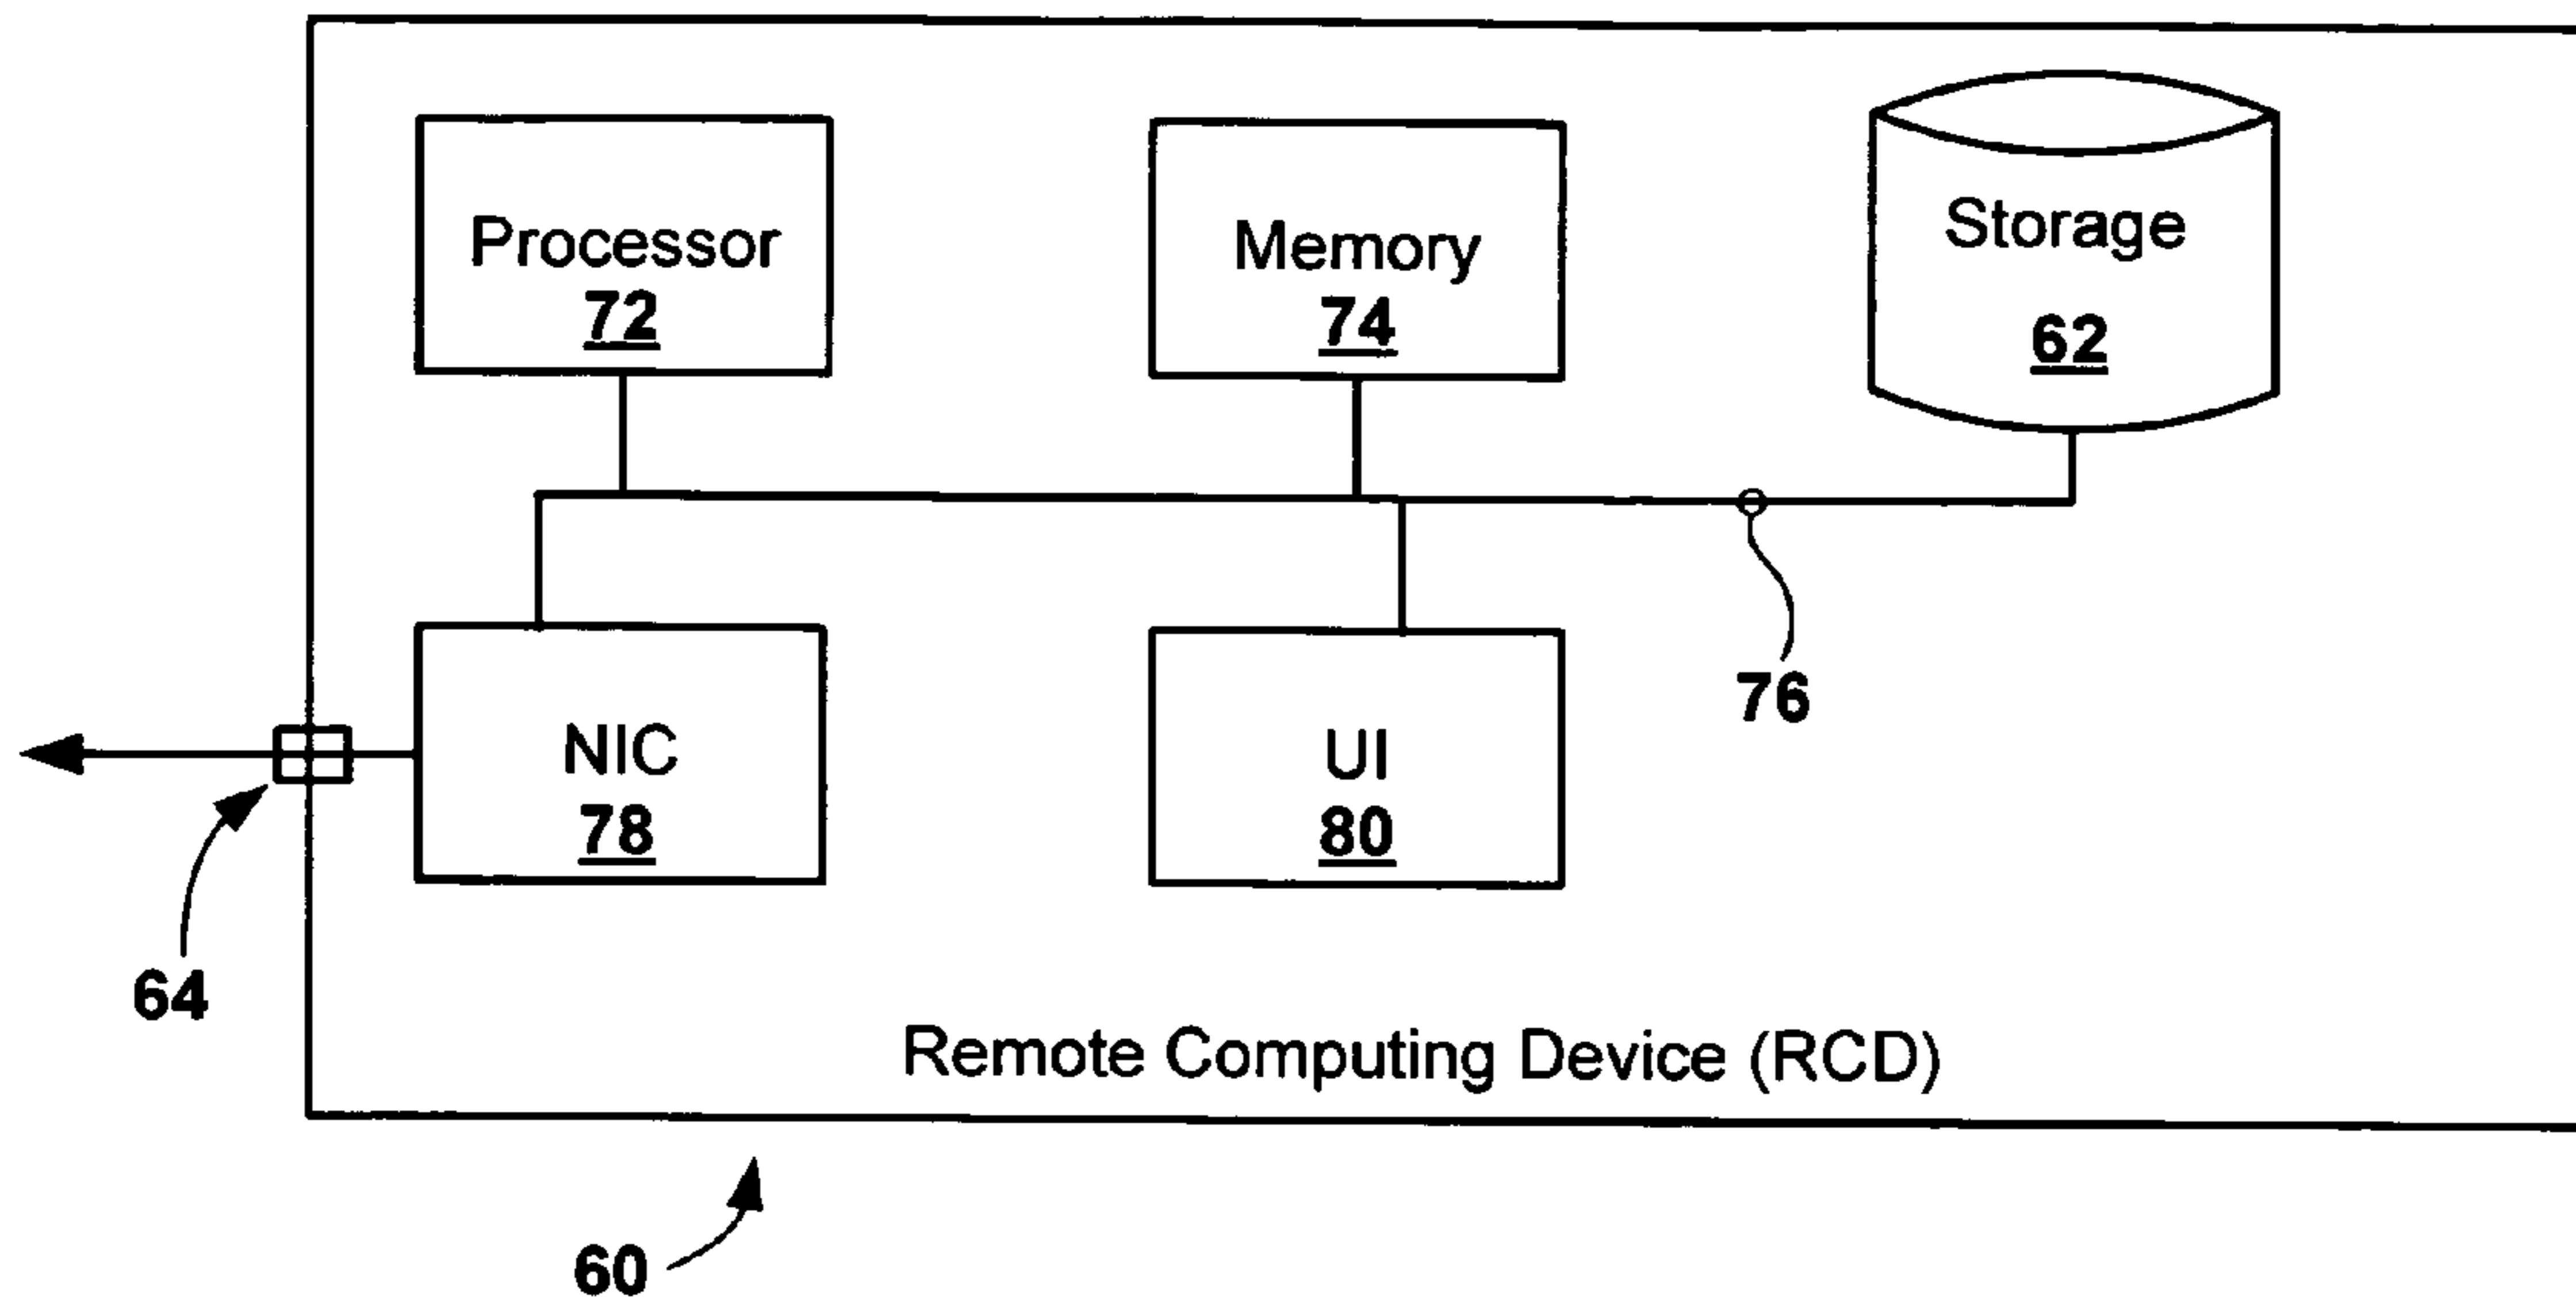 Processor
72
Memory
74
Storage
62
76
NIC
78
UI
80
64
Remote Computing Device (RCD)
60